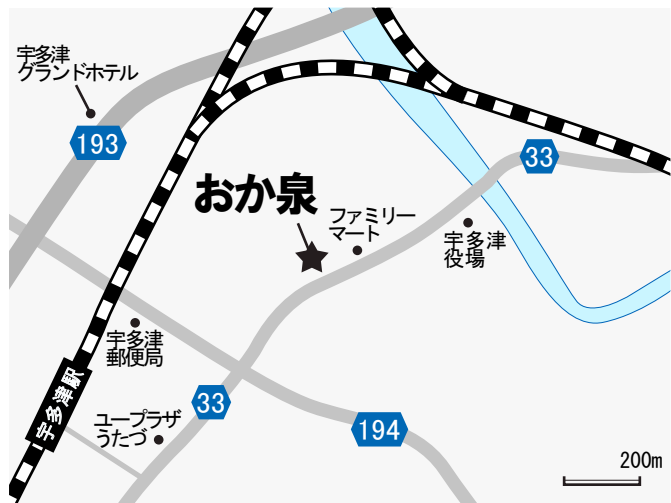 宇多津
グランドホテル
193
33
おか泉
ファミリー
マート
宇多津
役場
宇多津
郵便局
宇多津駅
33
ユープラザ
うたづ
194
200m